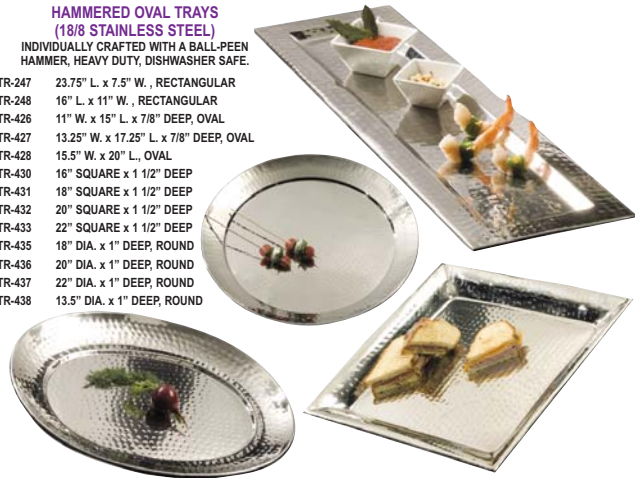 HAMMERED OVAL TRAYS
(18/8 STAINLESS STEEL)
INDIVIDUALLY CRAFTED WITH A BALL-PEEN
HAMMER, HEAVY DUTY, DISHWASHER SAFE.
TR-247 23.75" L. x 7.5" W. , RECTANGULAR
TR-248 16" L. x 11" W. , RECTANGULAR
TR-426 11" W. x 15" L. x 7/8" DEEP, OVAL
TR-427 13.25" W. x 17.25" L. x 7/8" DEEP, OVAL
TR-428 15.5" W. x 20" L., OVAL
TR-430 16" SQUARE x 1 1/2" DEEP
TR-431 18" SQUARE x 1 1/2" DEEP
TR-432 20" SQUARE x 1 1/2" DEEP
TR-433 22" SQUARE x 1 1/2" DEEP
TR-435 18" DIA. x 1" DEEP, ROUND
TR-436 20" DIA. x 1" DEEP, ROUND
TR-437 22" DIA. x 1" DEEP, ROUND
TR-438 13.5" DIA. x 1" DEEP, ROUND